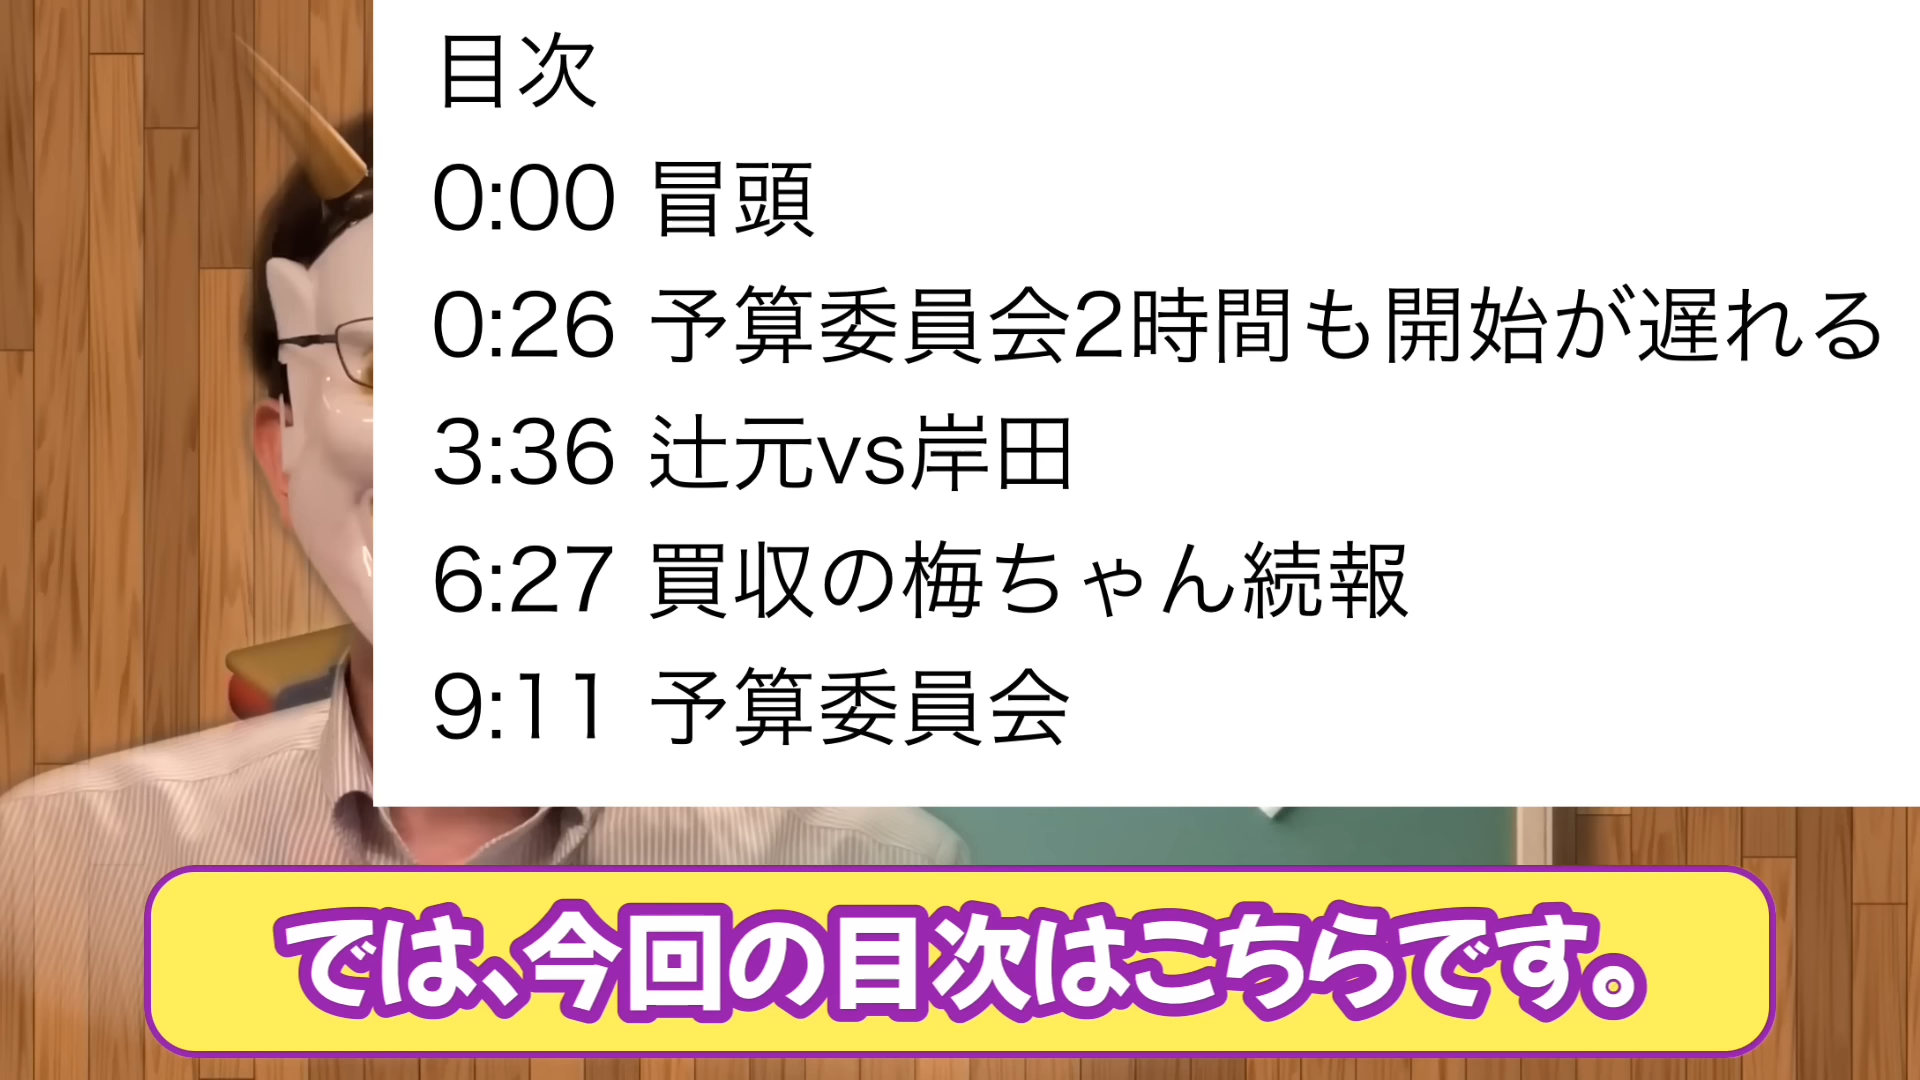 目次
0:00 冒頭
0:26 予算委員会2時間も開始が遅れる
3:36 辻元vs岸田
6:27 買収の梅ちゃん続報
9:11 予算委員会
では、今回の目次はこちらです。